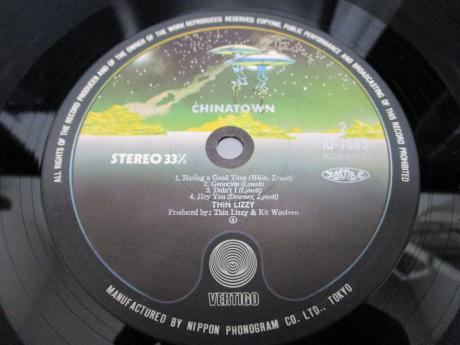 ALL RIGHTS OF THE RECORD PRODUCER AND OF THE OWNER OF THE WORK REPRODUCED RESERVED. COPYING, PUBLIC PERFORMANCE AND BROADCASTING OF THIS RECORD PROHIBITED
CHINATOWN
2
STEREO 33⅓
RJ-7685
1. Having a Good Time (White, Lynott)
2. Genocide (Lynott)
3. Didn't I (Lynott)
4. Hey You (Downey, Lynott)
THIN LIZZY
Produced by: Thin Lizzy & Kit Woolven
④
VERTIGO
MANUFACTURED BY NIPPON PHONOGRAM CO. LTD., TOKYO